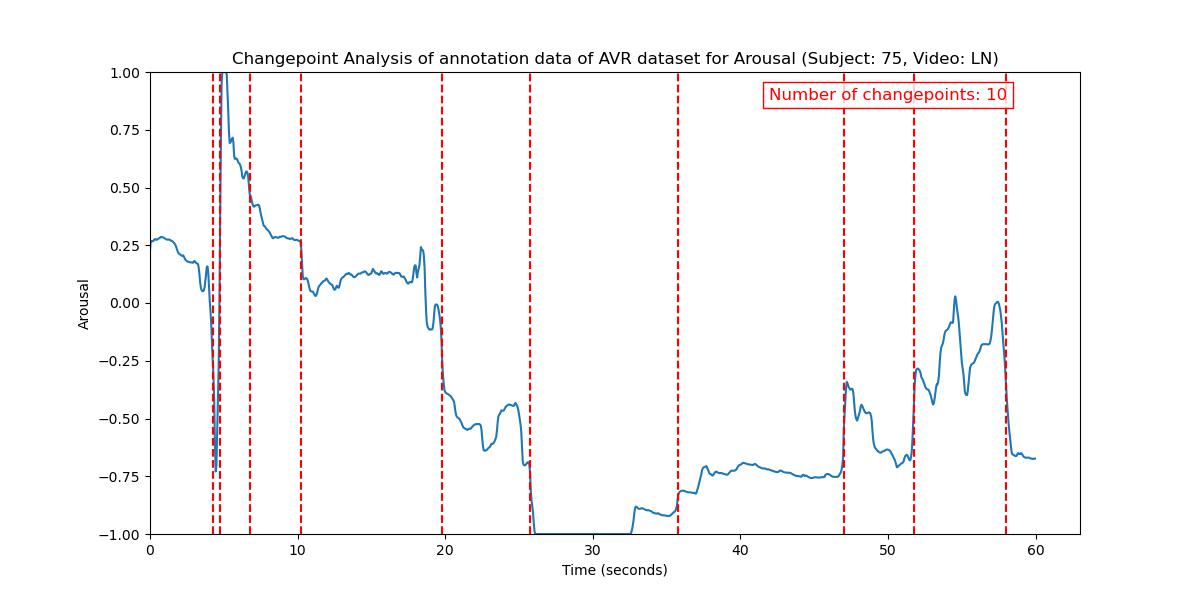 Changepoint Analysis of annotation data of AVR dataset for Arousal (Subject: 75, Video: LN)
Number of changepoints: 10
Arousal
1.00
0.75
0.50
0.25
0.00
−0.25
−0.50
−0.75
−1.00
0 10 20 30 40 50 60
Time (seconds)